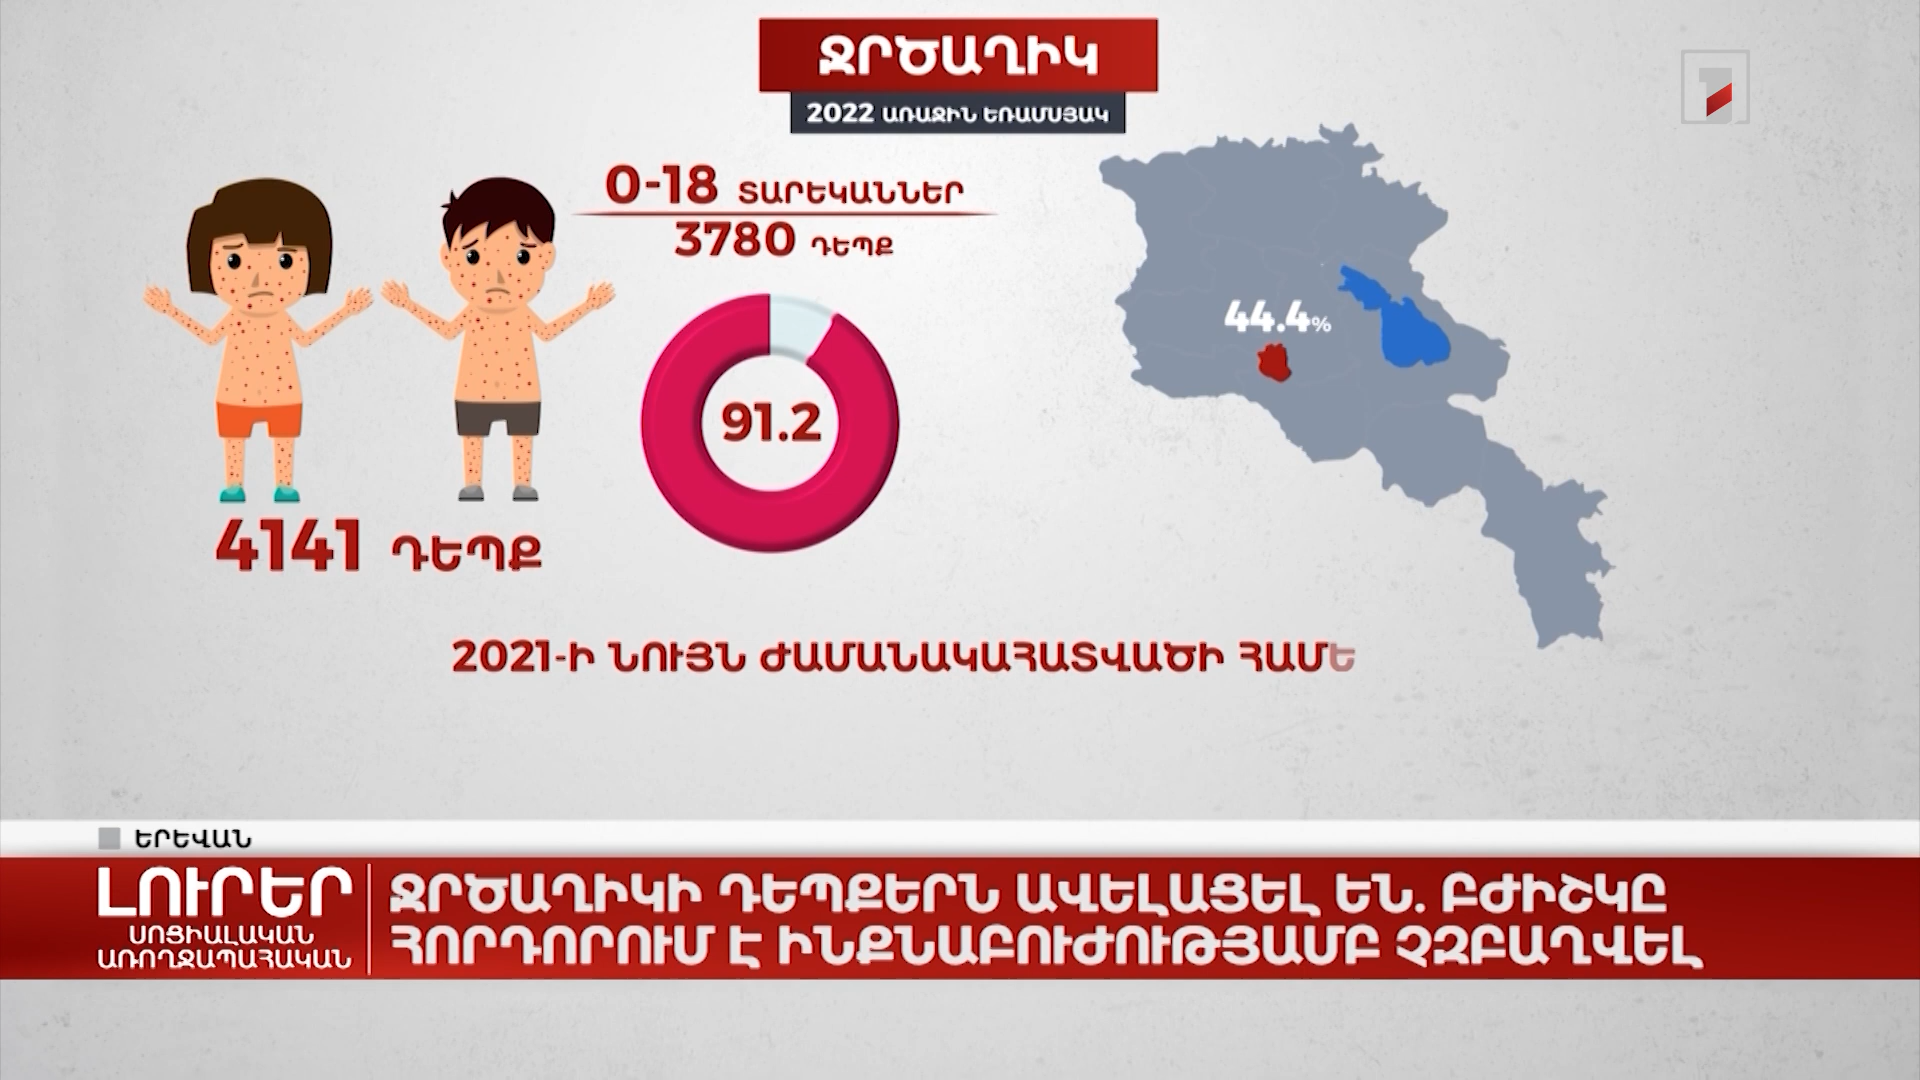 ՋՐԾԱՂԻԿ
2022 ԱՌԱՋԻՆ ԵՌԱՄՍՅԱԿ
0-18 ՏԱՐԵԿԱՆՆԵՐ
3780 ԴԵՊՔ
91.2
4141 ԴԵՊՔ
44.4%
2021-Ի ՆՈՒՅՆ ԺԱՄԱՆԱԿԱՀԱՏՎԱԾԻ ՀԱՄԵ
ԵՐԵՎԱՆ
ԼՈՒՐԵՐ
ՍՈՑԻԱԼԱԿԱՆ
ԱՌՈՂՋԱՊԱՀԱԿԱՆ
ՋՐԾԱՂԻԿԻ ԴԵՊՔԵՐՆ ԱՎԵԼԱՑԵԼ ԵՆ. ԲԺԻՇԿԸ
ՀՈՐԴՈՐՈՒՄ Է ԻՆՔՆԱԲՈՒԺՈՒԹՅԱՄԲ ՉԶԲԱՂՎԵԼ